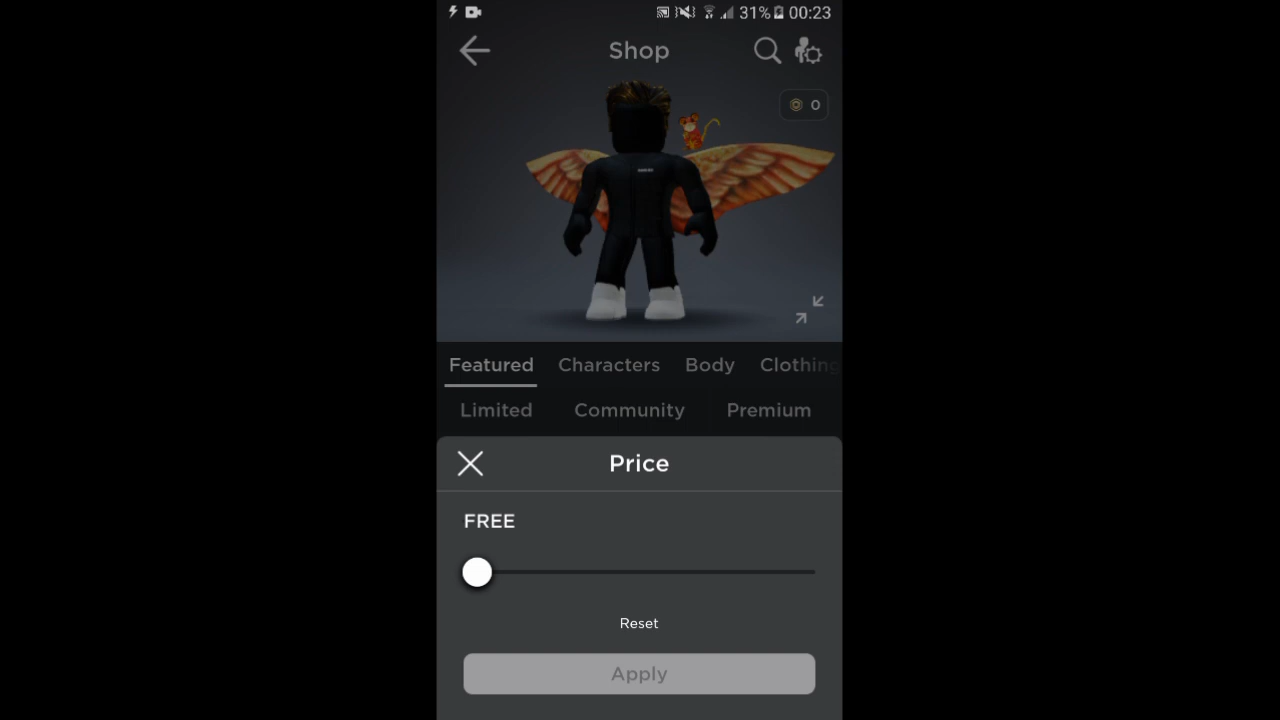 31% 00:23
Shop
0
Featured Characters Body Clothing
Limited Community Premium
Price
FREE
Reset
Apply